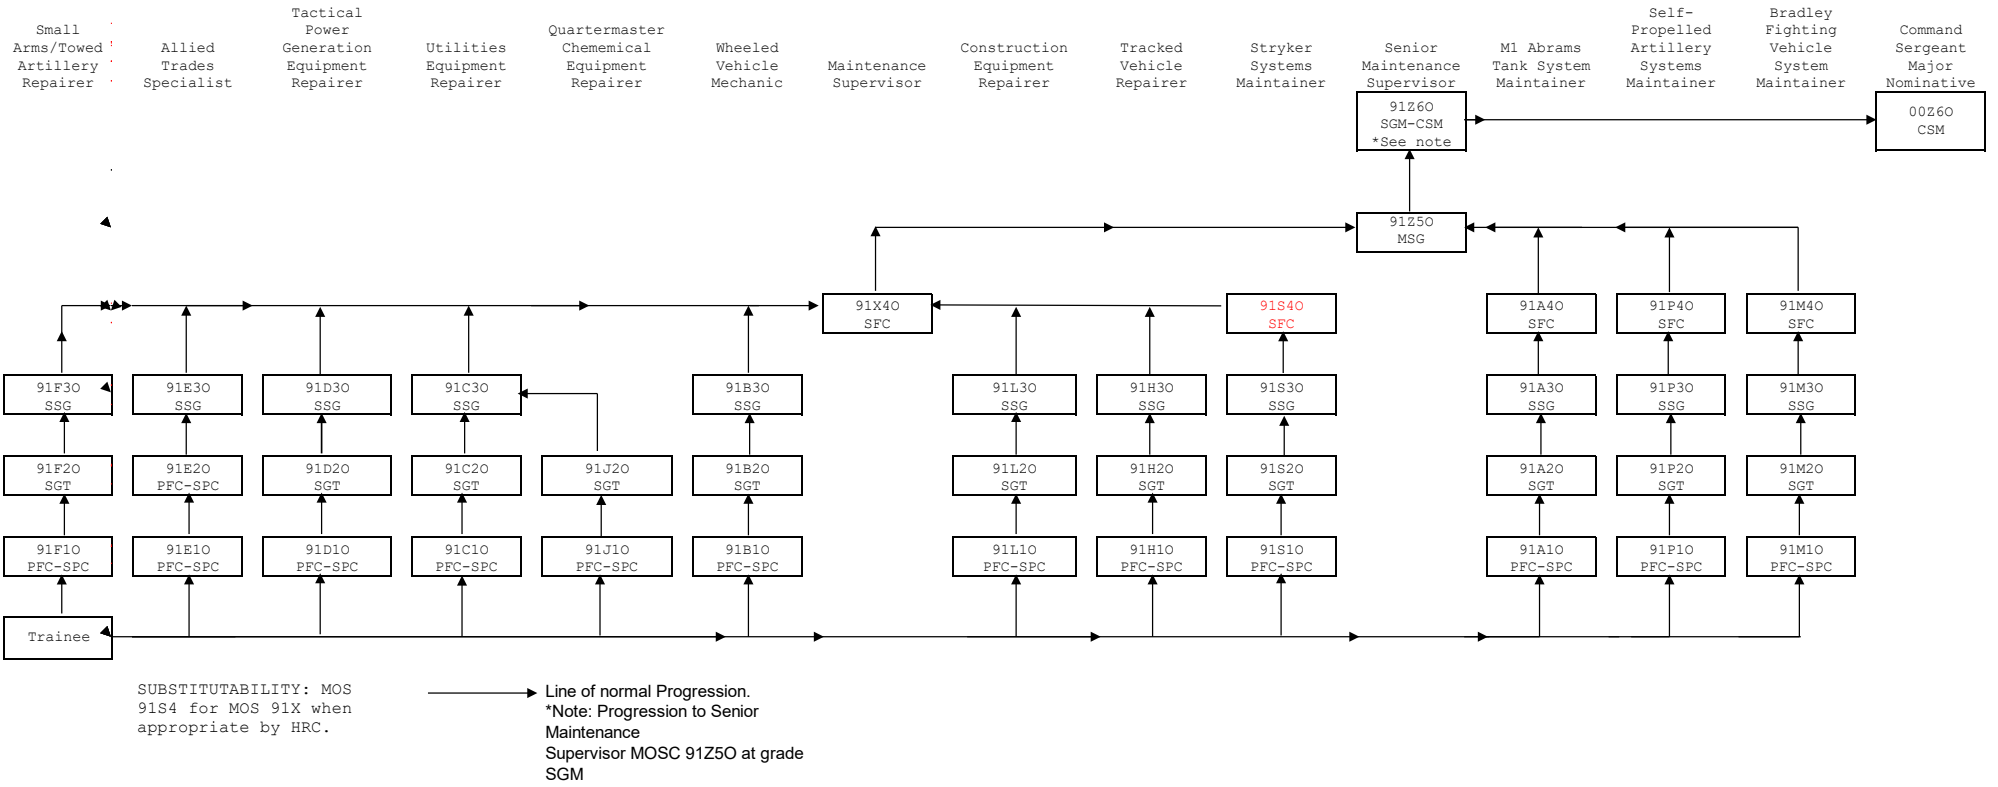 Small
Arms/Towed
Artillery
Repairer
Allied
Trades
Specialist
Tactical
Power
Generation
Equipment
Repairer
Utilities
Equipment
Repairer
Quartermaster
Chememical
Equipment
Repairer
Wheeled
Vehicle
Mechanic
Maintenance
Supervisor
Construction
Equipment
Repairer
Tracked
Vehicle
Repairer
Stryker
Systems
Maintainer
Senior
Maintenance
Supervisor
M1 Abrams
Tank System
Maintainer
Self-
Propelled
Artillery
Systems
Maintainer
Bradley
Fighting
Vehicle
System
Maintainer
Command
Sergeant
Major
Nominative
91Z6O
SGM-CSM
*See note
00Z6O
CSM
91Z5O
MSG
91X4O
SFC
91S4O
SFC
91A4O
SFC
91P4O
SFC
91M4O
SFC
91F3O
SSG
91E3O
SSG
91D3O
SSG
91C3O
SSG
91B3O
SSG
91L3O
SSG
91H3O
SSG
91S3O
SSG
91A3O
SSG
91P3O
SSG
91M3O
SSG
91F2O
SGT
91E2O
PFC-SPC
91D2O
SGT
91C2O
SGT
91J2O
SGT
91B2O
SGT
91L2O
SGT
91H2O
SGT
91S2O
SGT
91A2O
SGT
91P2O
SGT
91M2O
SGT
91F1O
PFC-SPC
91E1O
PFC-SPC
91D1O
PFC-SPC
91C1O
PFC-SPC
91J1O
PFC-SPC
91B1O
PFC-SPC
91L1O
PFC-SPC
91H1O
PFC-SPC
91S1O
PFC-SPC
91A1O
PFC-SPC
91P1O
PFC-SPC
91M1O
PFC-SPC
Trainee
SUBSTITUTABILITY: MOS
91S4 for MOS 91X when
appropriate by HRC.
Line of normal Progression.
*Note: Progression to Senior
Maintenance
Supervisor MOSC 91Z5O at grade
SGM